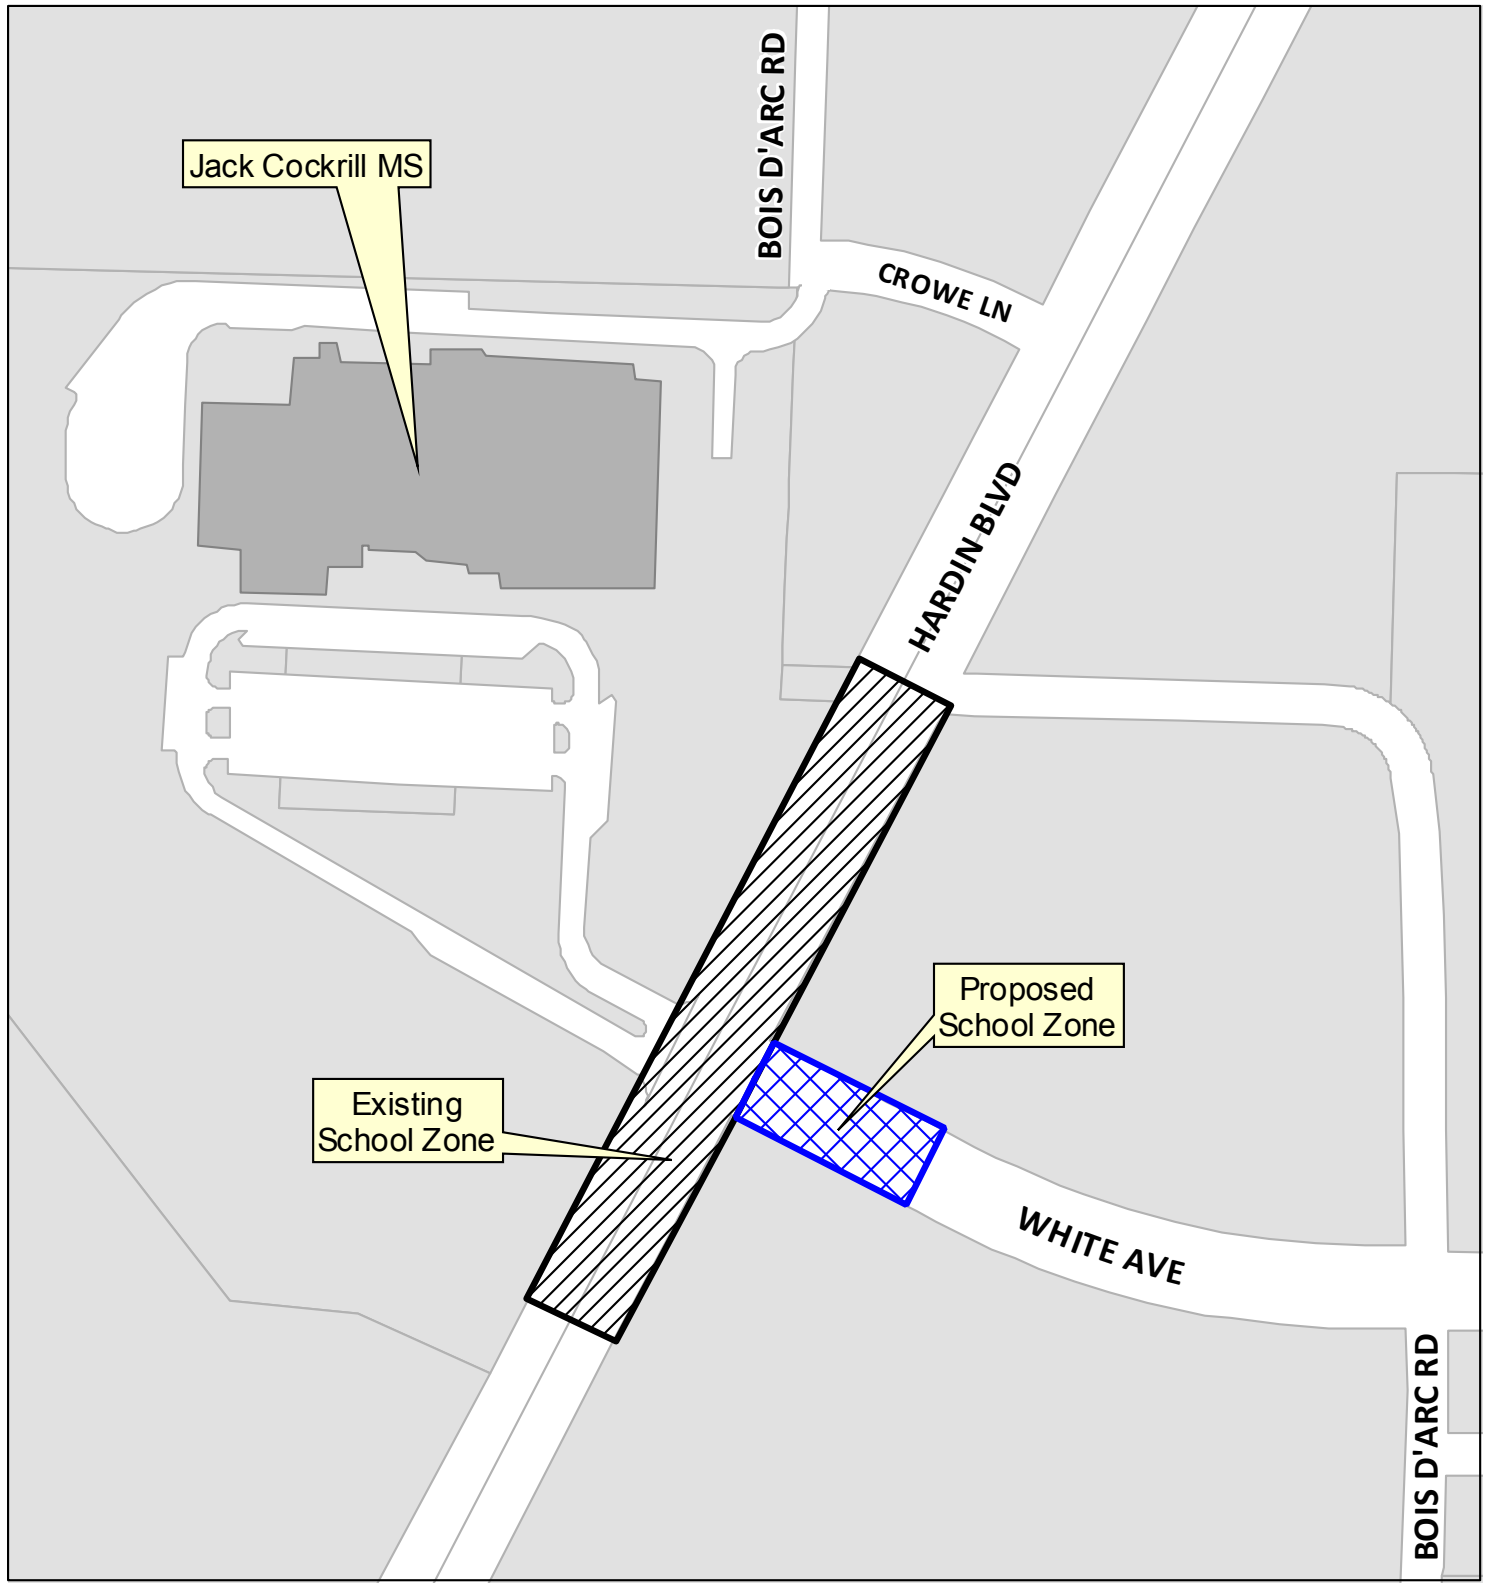 BOIS D'ARC RD
Jack Cockrill MS
CROWE LN
HARDIN BLVD
Proposed
School Zone
Existing
School Zone
WHITE AVE
BOIS D'ARC RD